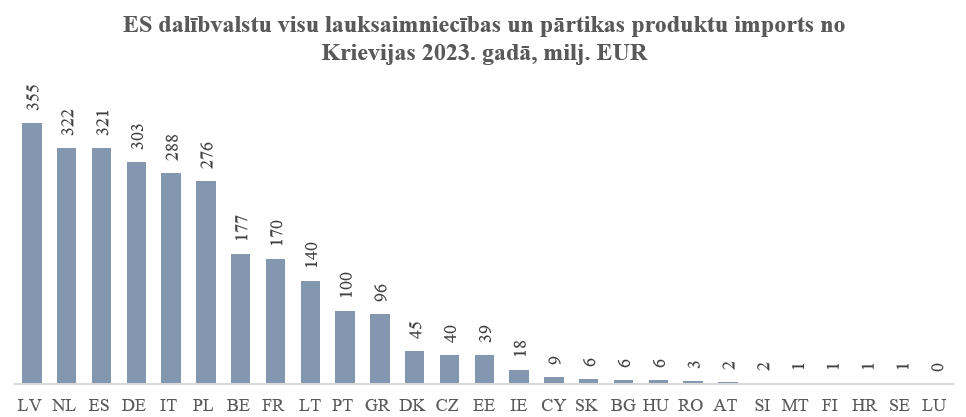 ES dalībvalstu visu lauksaimniecības un pārtikas produktu imports no
Krievijas 2023. gadā, milj. EUR
355 322 321 303 288 276 177 170 140 100 96 45 40 39 18 9 6 6 6 3 2 2 1 1 1 1 0
LV NL ES DE IT PL BE FR LT PT GR DK CZ EE IE CY SK BG HU RO AT SI MT FI HR SE LU